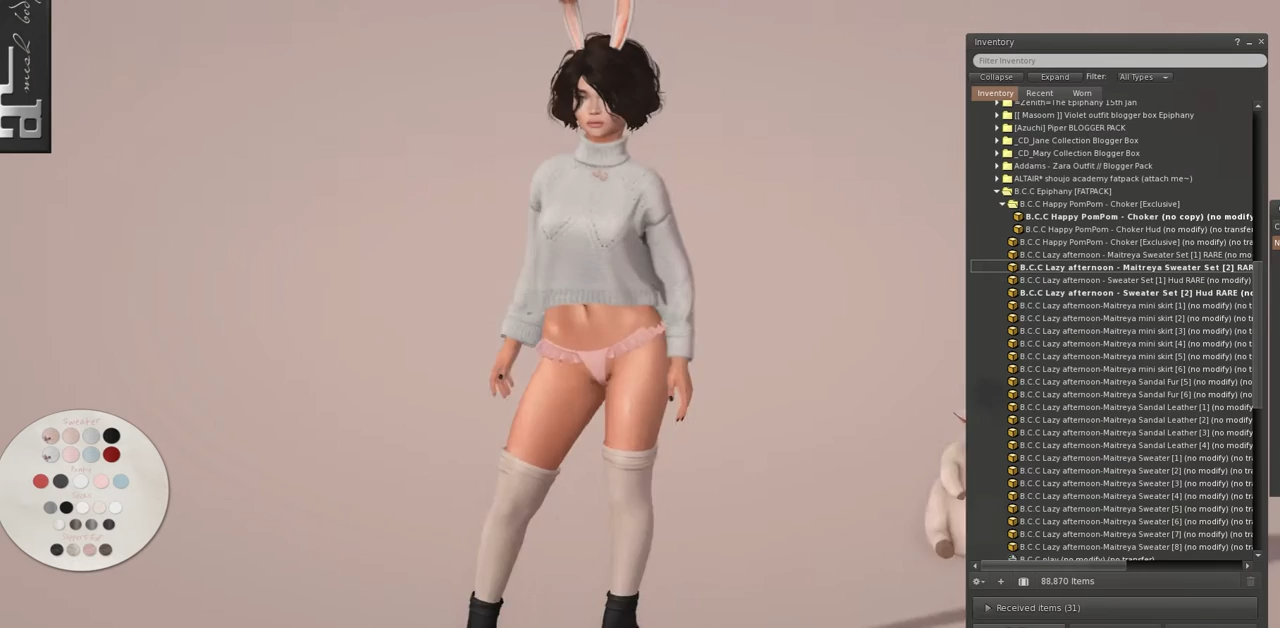 mesh body
Inventory
?
Filter Inventory
Collapse Expand Filter: All Types
Inventory Recent Worn
=Zenith=The Epiphany 15th Jan
[[ Masoom ]] Violet outfit blogger box Epiphany
[Azuchi] Piper BLOGGER PACK
_CD_Jane Collection Blogger Box
_CD_Mary Collection Blogger Box
Addams - Zara Outfit // Blogger Pack
ALTAIR* shoujo academy fatpack (attach me~)
B.C.C Epiphany [FATPACK]
B.C.C Happy PomPom - Choker [Exclusive]
B.C.C Happy PomPom - Choker (no copy) (no modify
B.C.C Happy PomPom - Choker Hud (no modify) (no transfe
B.C.C Happy PomPom - Choker [Exclusive] (no modify) (no tra
B.C.C Lazy afternoon - Maitreya Sweater Set [1] RARE (no mo
B.C.C Lazy afternoon - Maitreya Sweater Set [2] RAR
B.C.C Lazy afternoon - Sweater Set [1] Hud RARE (no modify)
B.C.C Lazy afternoon - Sweater Set [2] Hud RARE (no
B.C.C Lazy afternoon-Maitreya mini skirt [1] (no modify) (no t
B.C.C Lazy afternoon-Maitreya mini skirt [2] (no modify) (no t
B.C.C Lazy afternoon-Maitreya mini skirt [3] (no modify) (no t
B.C.C Lazy afternoon-Maitreya mini skirt [4] (no modify) (no t
B.C.C Lazy afternoon-Maitreya mini skirt [5] (no modify) (no t
B.C.C Lazy afternoon-Maitreya mini skirt [6] (no modify) (no t
B.C.C Lazy afternoon-Maitreya Sandal Fur [5] (no modify) (no
B.C.C Lazy afternoon-Maitreya Sandal Fur [6] (no modify) (no
B.C.C Lazy afternoon-Maitreya Sandal Leather [1] (no modify
B.C.C Lazy afternoon-Maitreya Sandal Leather [2] (no modify
B.C.C Lazy afternoon-Maitreya Sandal Leather [3] (no modify
B.C.C Lazy afternoon-Maitreya Sandal Leather [4] (no modify
B.C.C Lazy afternoon-Maitreya Sweater [1] (no modify) (no tr
B.C.C Lazy afternoon-Maitreya Sweater [2] (no modify) (no tr
B.C.C Lazy afternoon-Maitreya Sweater [3] (no modify) (no tr
B.C.C Lazy afternoon-Maitreya Sweater [4] (no modify) (no tr
B.C.C Lazy afternoon-Maitreya Sweater [5] (no modify) (no tr
B.C.C Lazy afternoon-Maitreya Sweater [6] (no modify) (no tr
B.C.C Lazy afternoon-Maitreya Sweater [7] (no modify) (no tr
B.C.C Lazy afternoon-Maitreya Sweater [8] (no modify) (no tr
88,870 Items
Received items (31)
Sweater
Panty
Socks